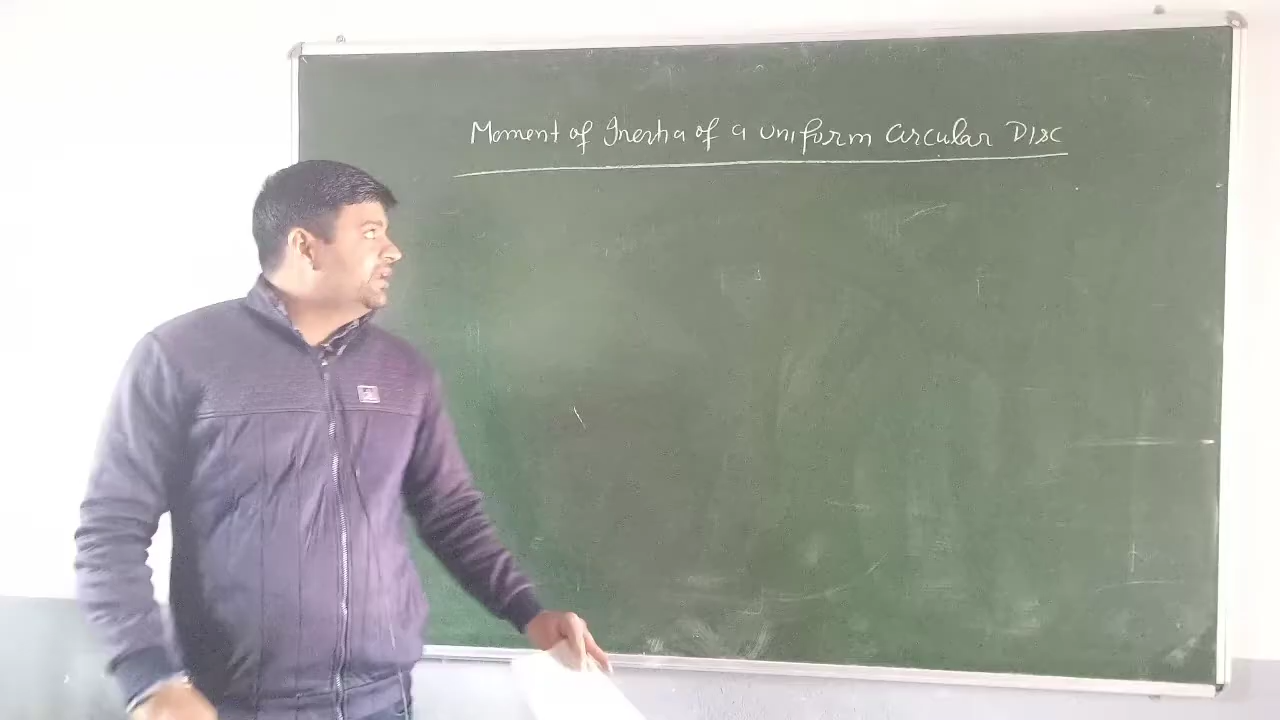 Moment of Inertia of a uniform circular Disc